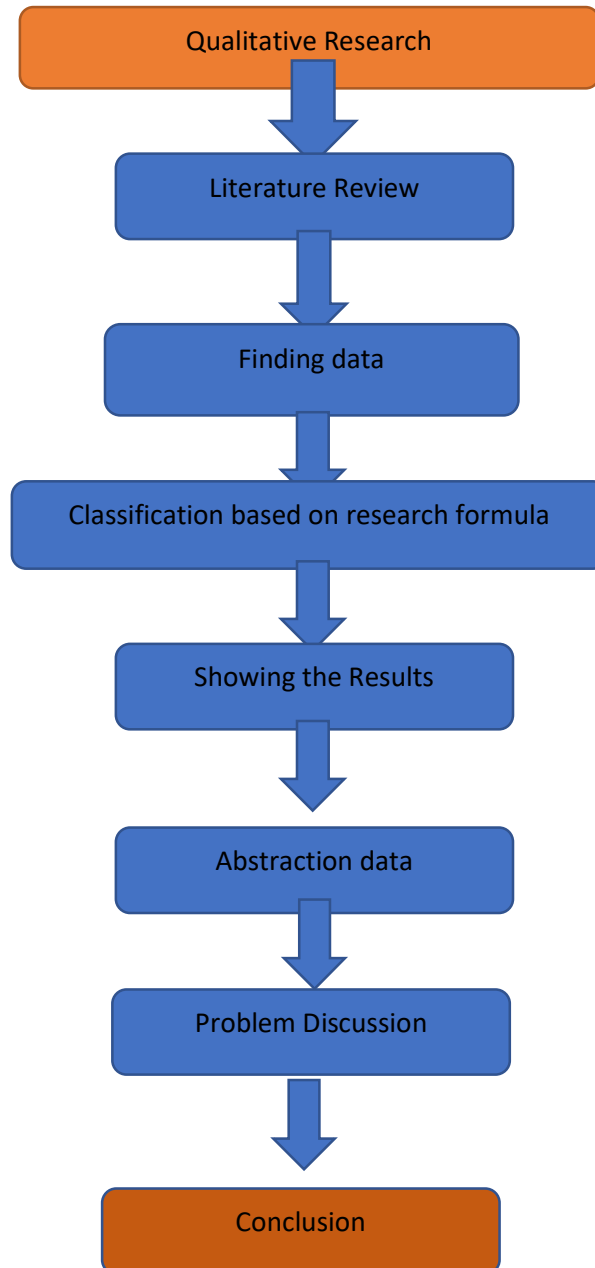 Qualitative Research
Literature Review
Finding data
Classification based on research formula
Showing the Results
Abstraction data
Problem Discussion
Conclusion